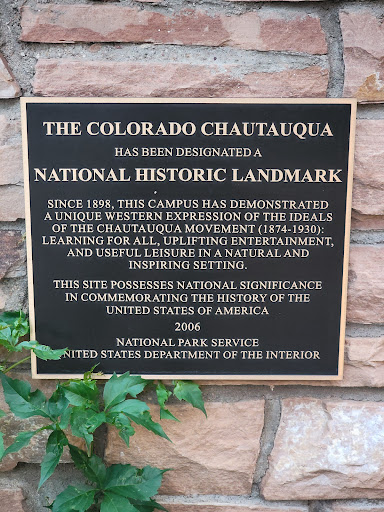 THE COLORADO CHAUTAUQUA
HAS BEEN DESIGNATED A
NATIONAL HISTORIC LANDMARK
SINCE 1898, THIS CAMPUS HAS DEMONSTRATED
A UNIQUE WESTERN EXPRESSION OF THE IDEALS
OF THE CHAUTAUQUA MOVEMENT (1874-1930):
LEARNING FOR ALL, UPLIFTING ENTERTAINMENT,
AND USEFUL LEISURE IN A NATURAL AND
INSPIRING SETTING.
THIS SITE POSSESSES NATIONAL SIGNIFICANCE
IN COMMEMORATING THE HISTORY OF THE
UNITED STATES OF AMERICA
2006
NATIONAL PARK SERVICE
UNITED STATES DEPARTMENT OF THE INTERIOR